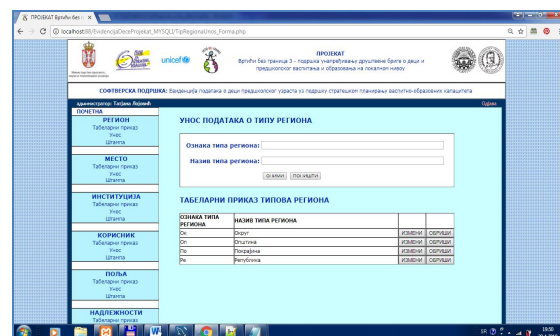 ПРОЈЕКАТ Вртићи без г
localhost:88/EvidencijaDeceProjekat_MYSQLI/TipRegionaUnos_Forma.php
unicef
ПРОЈЕКАТ
Вртићи без граница 3 - подршка унапређивању друштвене бриге о деци и
предшколског васпитања и образовања на локалном нивоу
СОФТВЕРСКА ПОДРШКА: Евиденција података о деци предшколског узраста уз подршку стратешком планирању васпитно-образовних капацитета
Администратор: Татјана Лојовић
Одјава
ПОЧЕТНА
РЕГИОН
Табеларни приказ
Унос
Штампа
МЕСТО
Табеларни приказ
Унос
Штампа
ИНСТИТУЦИЈА
Табеларни приказ
Унос
Штампа
КОРИСНИК
Табеларни приказ
Унос
Штампа
ПОЉА
Табеларни приказ
Унос
Штампа
НАДЛЕЖНОСТИ
Табеларни приказ
УНОС ПОДАТАКА О ТИПУ РЕГИОНА
Ознака типа региона:
Назив типа региона:
СНИМИ ПОНИШТИ
ТАБЕЛАРНИ ПРИКАЗ ТИПОВА РЕГИОНА
ОЗНАКА ТИПА РЕГИОНА НАЗИВ ТИПА РЕГИОНА
Ок Округ ИЗМЕНИ ОБРИШИ
Оп Општина ИЗМЕНИ ОБРИШИ
По Покрајина ИЗМЕНИ ОБРИШИ
Ре Република ИЗМЕНИ ОБРИШИ
SR